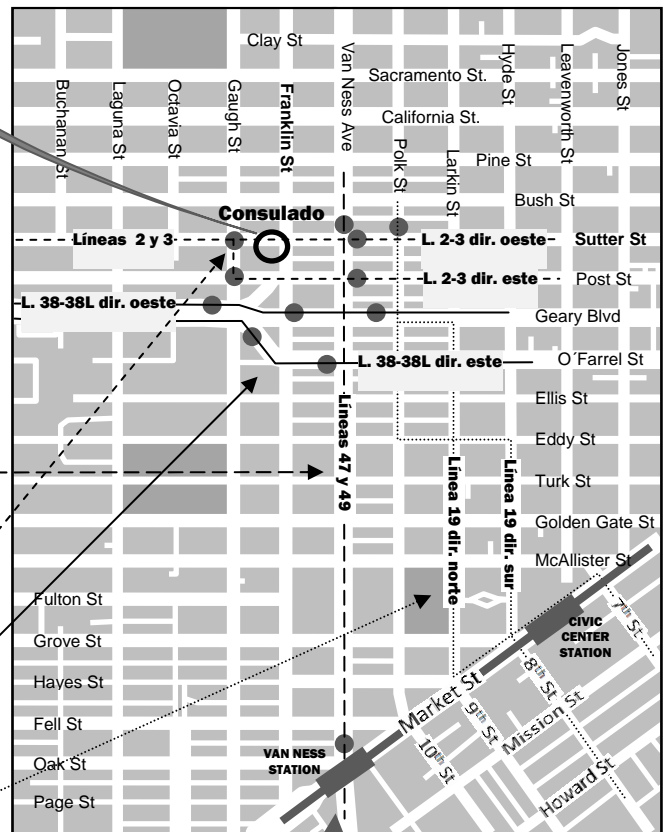 Clay St
Sacramento St.
California St.
Pine St
Bush St
Buchanan St
Laguna St
Octavia St
Gaugh St
Franklin St
Van Ness Ave
Polk St
Larkin St
Hyde St
Leavenworth St
Jones St
Consulado
Líneas 2 y 3
L. 2-3 dir. oeste
Sutter St
L. 2-3 dir. este
Post St
L. 38-38L dir. oeste
Geary Blvd
L. 38-38L dir. este
O´Farrel St
Ellis St
Eddy St
Líneas 47 y 49
Línea 19 dir. norte
Línea 19 dir. sur
Turk St
Golden Gate St
McAllister St
Fulton St
Grove St
Hayes St
Fell St
Oak St
Page St
CIVIC
CENTER
STATION
VAN NESS
STATION
Market St
7th St
8th St
9th St
10th St
Mission St
Howard St